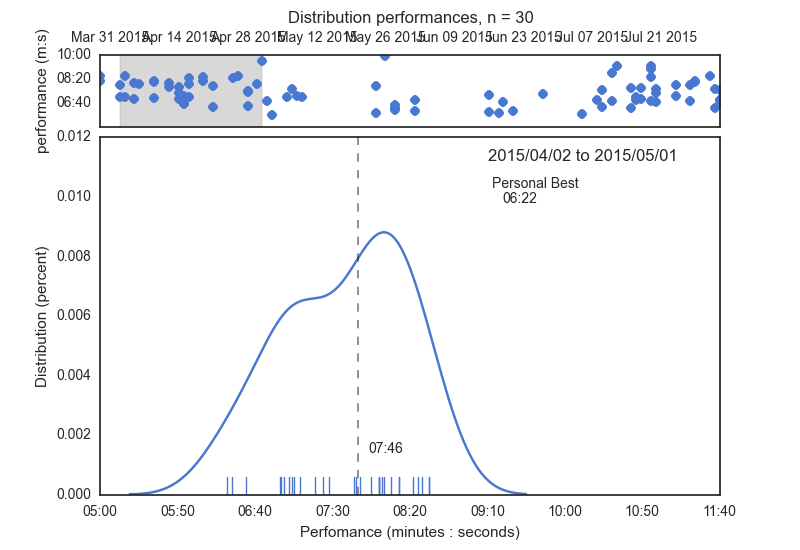 Distribution performances, n = 30
Mar 31 2015 Apr 14 2015 Apr 28 2015 May 12 2015 May 26 2015 Jun 09 2015 Jun 23 2015 Jul 07 2015 Jul 21 2015
performance (m:s)
10:00
08:20
06:40
0.012
0.010
0.008
0.006
0.004
0.002
0.000
Distribution (percent)
2015/04/02 to 2015/05/01
Personal Best
06:22
07:46
05:00 05:50 06:40 07:30 08:20 09:10 10:00 10:50 11:40
Perfomance (minutes : seconds)